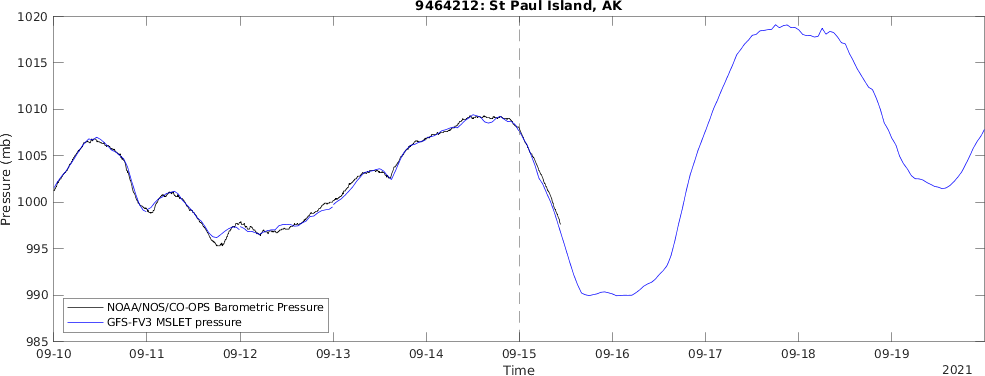 9464212: St Paul Island, AK
1020
1015
1010
1005
1000
995
990
985
Pressure (mb)
NOAA/NOS/CO-OPS Barometric Pressure
GFS-FV3 MSLET pressure
09-10 09-11 09-12 09-13 09-14 09-15 09-16 09-17 09-18 09-19
Time
2021